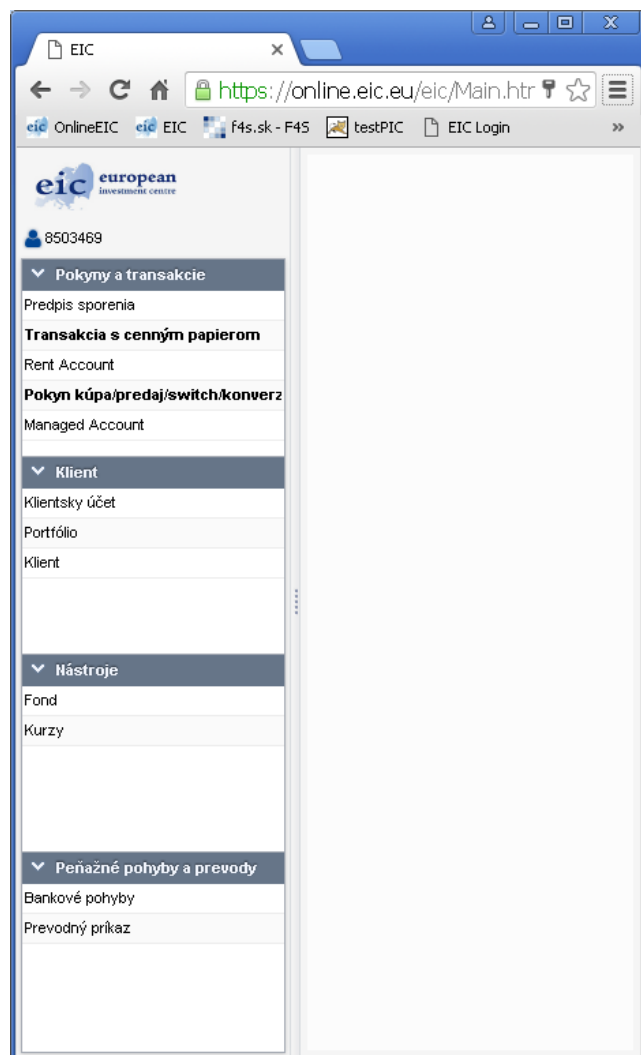 EIC
https://online.eic.eu/eic/Main.htr
eic OnlineEIC eic EIC f4s.sk - F4S testPIC EIC Login »
eic european
investment centre
8503469
Pokyny a transakcie
Predpis sporenia
Transakcia s cenným papierom
Rent Account
Pokyn kúpa/predaj/switch/konverz
Managed Account
Klient
Klientsky účet
Portfólio
Klient
Nástroje
Fond
Kurzy
Peňažné pohyby a prevody
Bankové pohyby
Prevodný príkaz